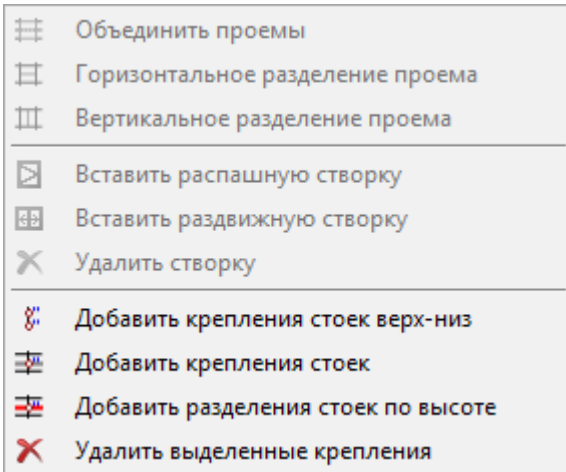 Объединить проемы
Горизонтальное разделение проема
Вертикальное разделение проема
Вставить распашную створку
Вставить раздвижную створку
Удалить створку
Добавить крепления стоек верх-низ
Добавить крепления стоек
Добавить разделения стоек по высоте
Удалить выделенные крепления